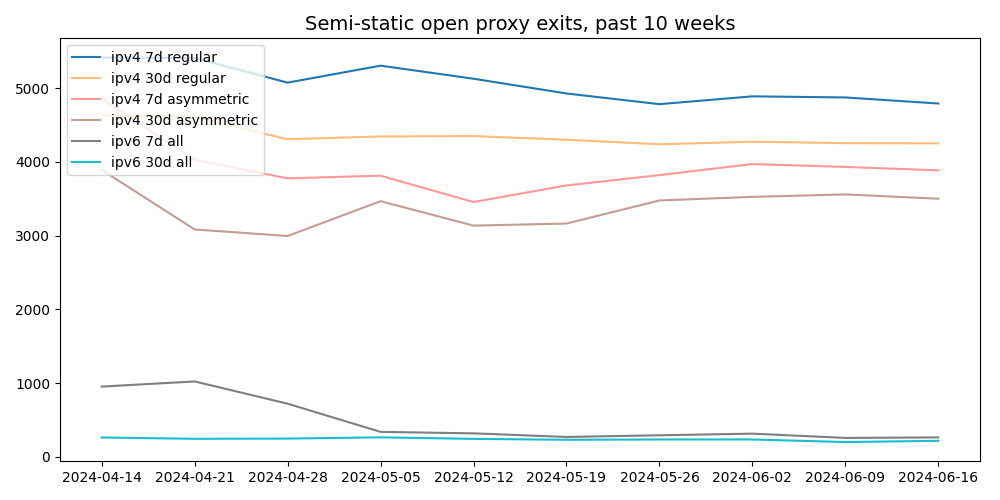 Semi-static open proxy exits, past 10 weeks
ipv4 7d regular
ipv4 30d regular
ipv4 7d asymmetric
ipv4 30d asymmetric
ipv6 7d all
ipv6 30d all
5000
4000
3000
2000
1000
0
2024-04-14 2024-04-21 2024-04-28 2024-05-05 2024-05-12 2024-05-19 2024-05-26 2024-06-02 2024-06-09 2024-06-16